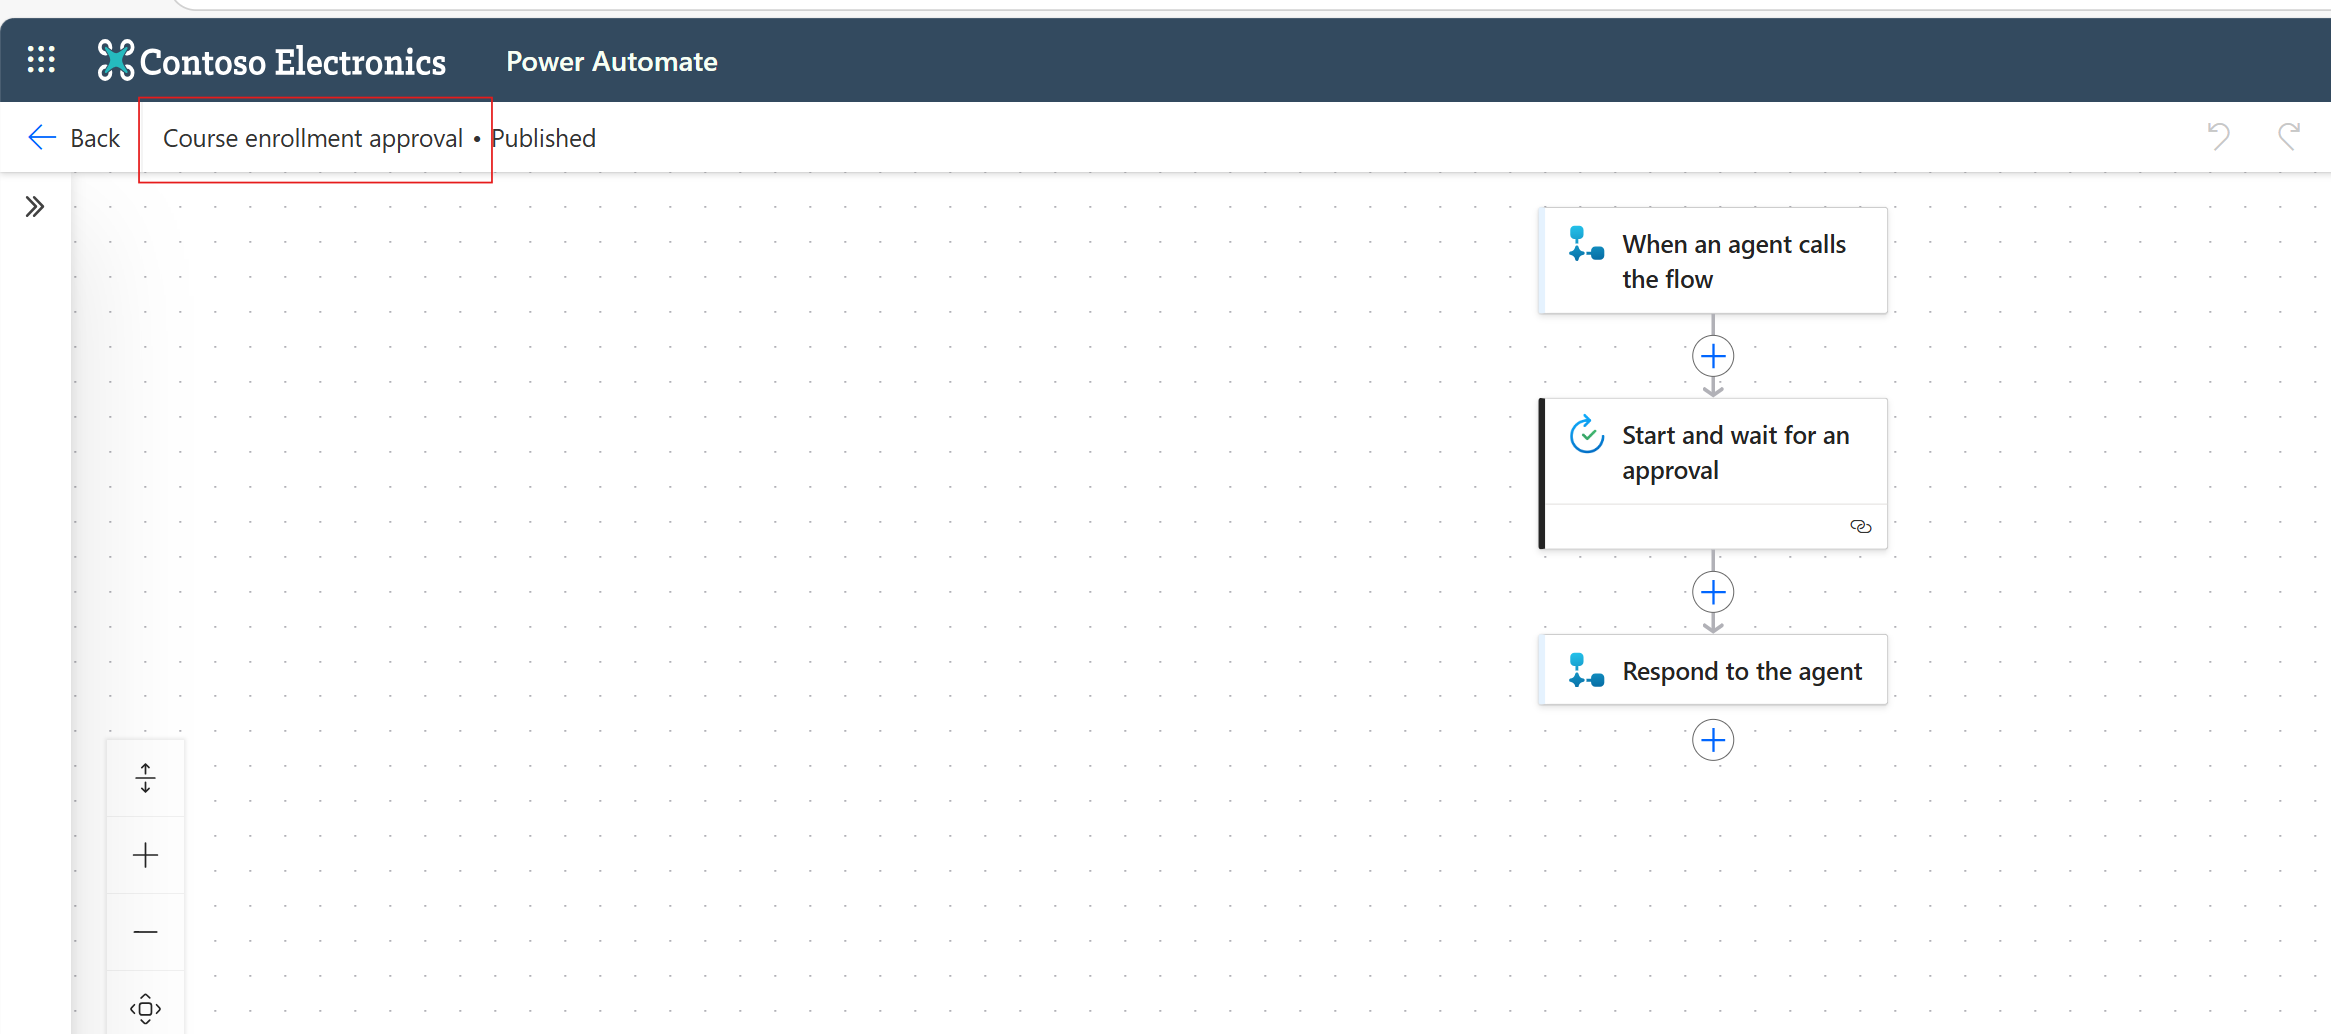 Contoso Electronics Power Automate
Back Course enrollment approval • Published
When an agent calls
the flow
Start and wait for an
approval
Respond to the agent